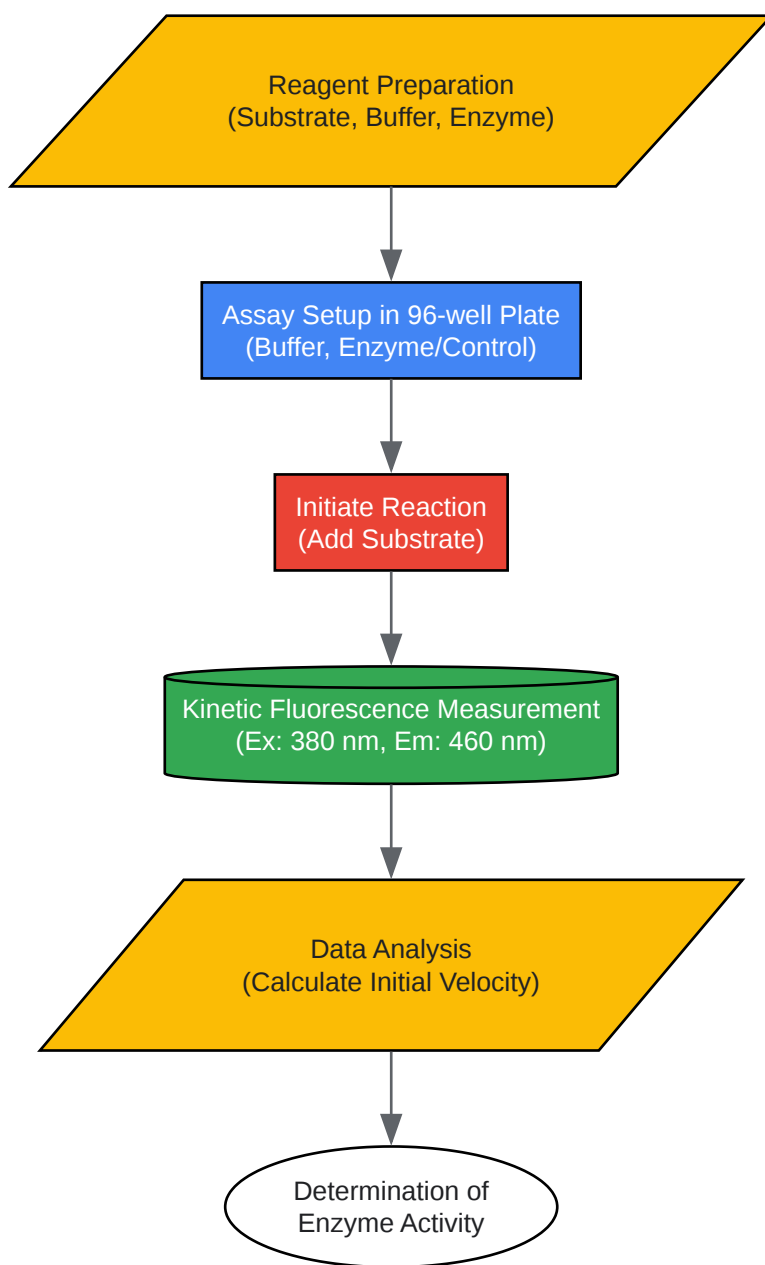 Reagent Preparation
(Substrate, Buffer, Enzyme)
Assay Setup in 96-well Plate
(Buffer, Enzyme/Control)
Initiate Reaction
(Add Substrate)
Kinetic Fluorescence Measurement
(Ex: 380 nm, Em: 460 nm)
Data Analysis
(Calculate Initial Velocity)
Determination of
Enzyme Activity